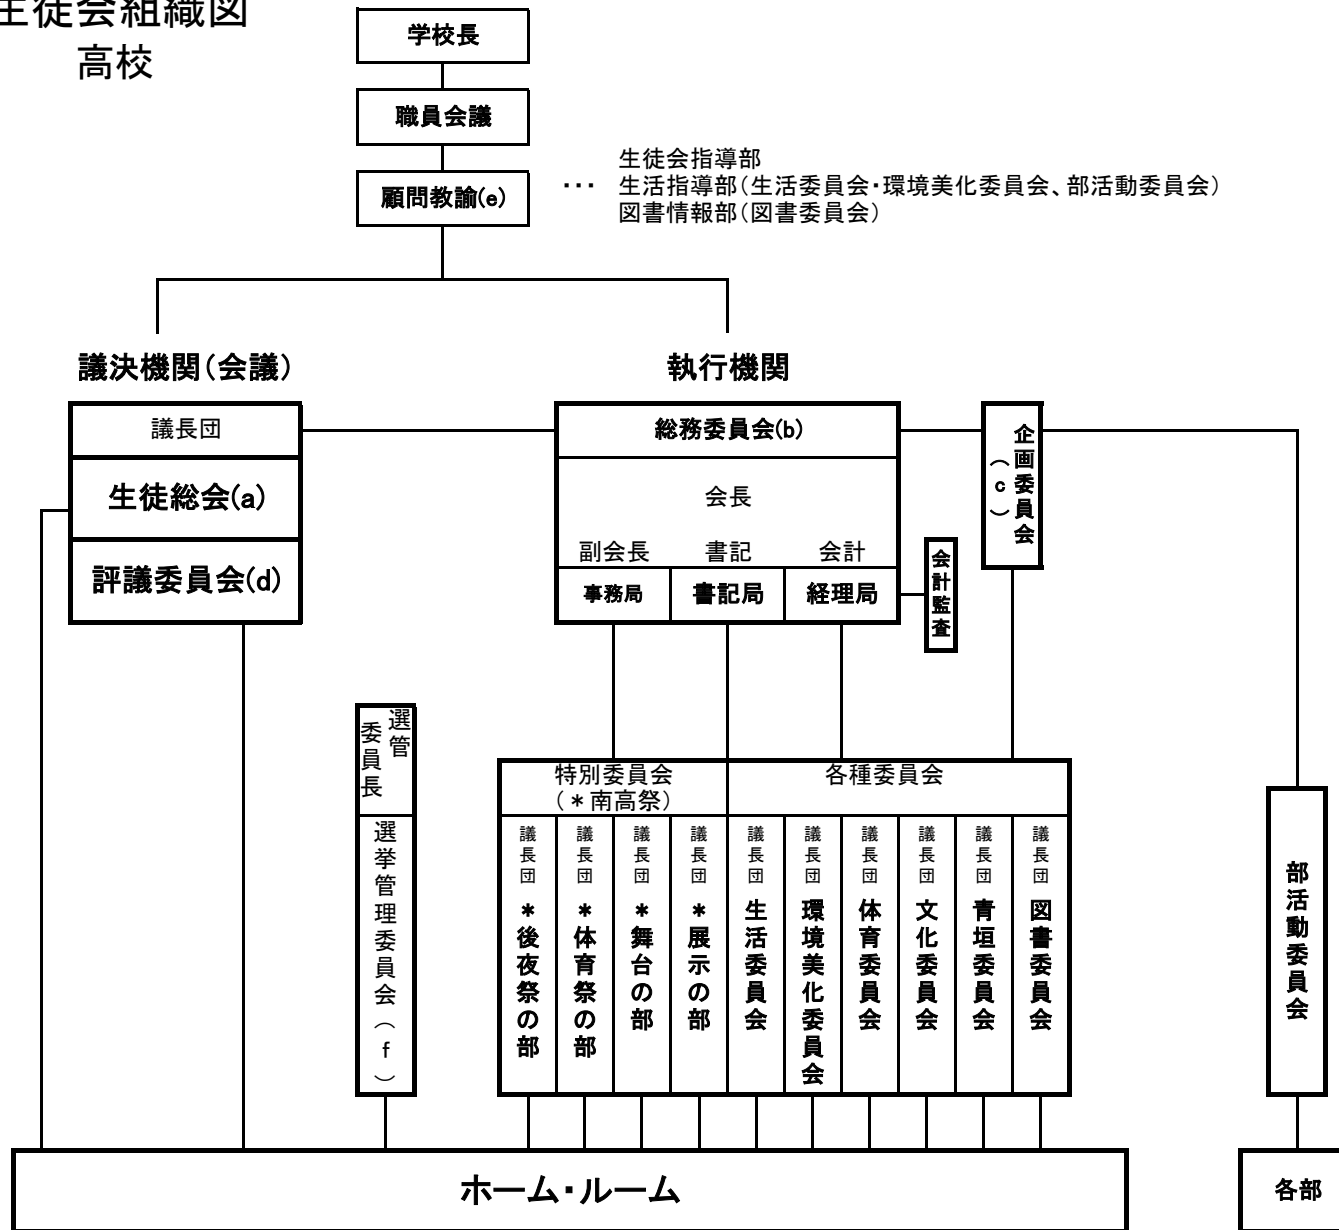 生徒会組織図
高校
学校長
職員会議
顧問教諭(e)
生徒会指導部
･･･ 生活指導部（生活委員会・環境美化委員会、部活動委員会）
図書情報部（図書委員会）
議決機関（会議）
執行機関
議長団
生徒総会(a)
評議委員会(d)
総務委員会(b)
会長
副会長 書記 会計
事務局 書記局 経理局
会計監査
企画委員会
（c）
選管
委員長
選挙管理委員会（f）
特別委員会
（＊南高祭）
各種委員会
議長団 ＊後夜祭の部
議長団 ＊体育祭の部
議長団 ＊舞台の部
議長団 ＊展示の部
議長団 生活委員会
議長団 環境美化委員会
議長団 体育委員会
議長団 文化委員会
議長団 青垣委員会
議長団 図書委員会
部活動委員会
ホーム・ルーム
各部